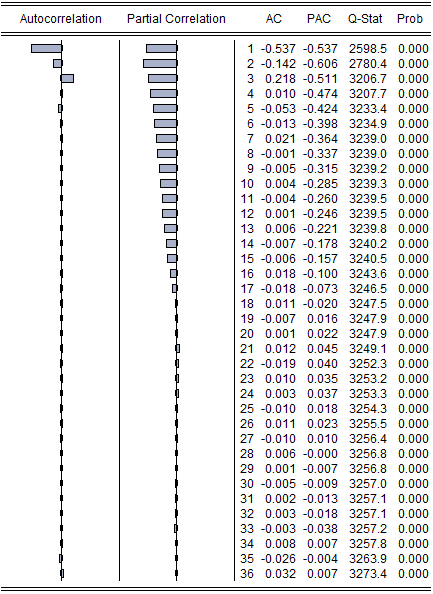 Autocorrelation Partial Correlation AC PAC Q-Stat Prob
1 -0.537 -0.537 2598.5 0.000
2 -0.142 -0.606 2780.4 0.000
3 0.218 -0.511 3206.7 0.000
4 0.010 -0.474 3207.7 0.000
5 -0.053 -0.424 3233.4 0.000
6 -0.013 -0.398 3234.9 0.000
7 0.021 -0.364 3239.0 0.000
8 -0.001 -0.337 3239.0 0.000
9 -0.005 -0.315 3239.2 0.000
10 0.004 -0.285 3239.3 0.000
11 -0.004 -0.260 3239.5 0.000
12 0.001 -0.246 3239.5 0.000
13 0.006 -0.221 3239.8 0.000
14 -0.007 -0.178 3240.2 0.000
15 -0.006 -0.157 3240.5 0.000
16 0.018 -0.100 3243.6 0.000
17 -0.018 -0.073 3246.5 0.000
18 0.011 -0.020 3247.5 0.000
19 -0.007 0.016 3247.9 0.000
20 0.001 0.022 3247.9 0.000
21 0.012 0.045 3249.1 0.000
22 -0.019 0.040 3252.3 0.000
23 0.010 0.035 3253.2 0.000
24 0.003 0.037 3253.3 0.000
25 -0.010 0.018 3254.3 0.000
26 0.011 0.023 3255.5 0.000
27 -0.010 0.010 3256.4 0.000
28 0.006 -0.000 3256.8 0.000
29 0.001 -0.007 3256.8 0.000
30 -0.005 -0.009 3257.0 0.000
31 0.002 -0.013 3257.1 0.000
32 0.003 -0.018 3257.1 0.000
33 -0.003 -0.038 3257.2 0.000
34 0.008 0.007 3257.8 0.000
35 -0.026 -0.004 3263.9 0.000
36 0.032 0.007 3273.4 0.000